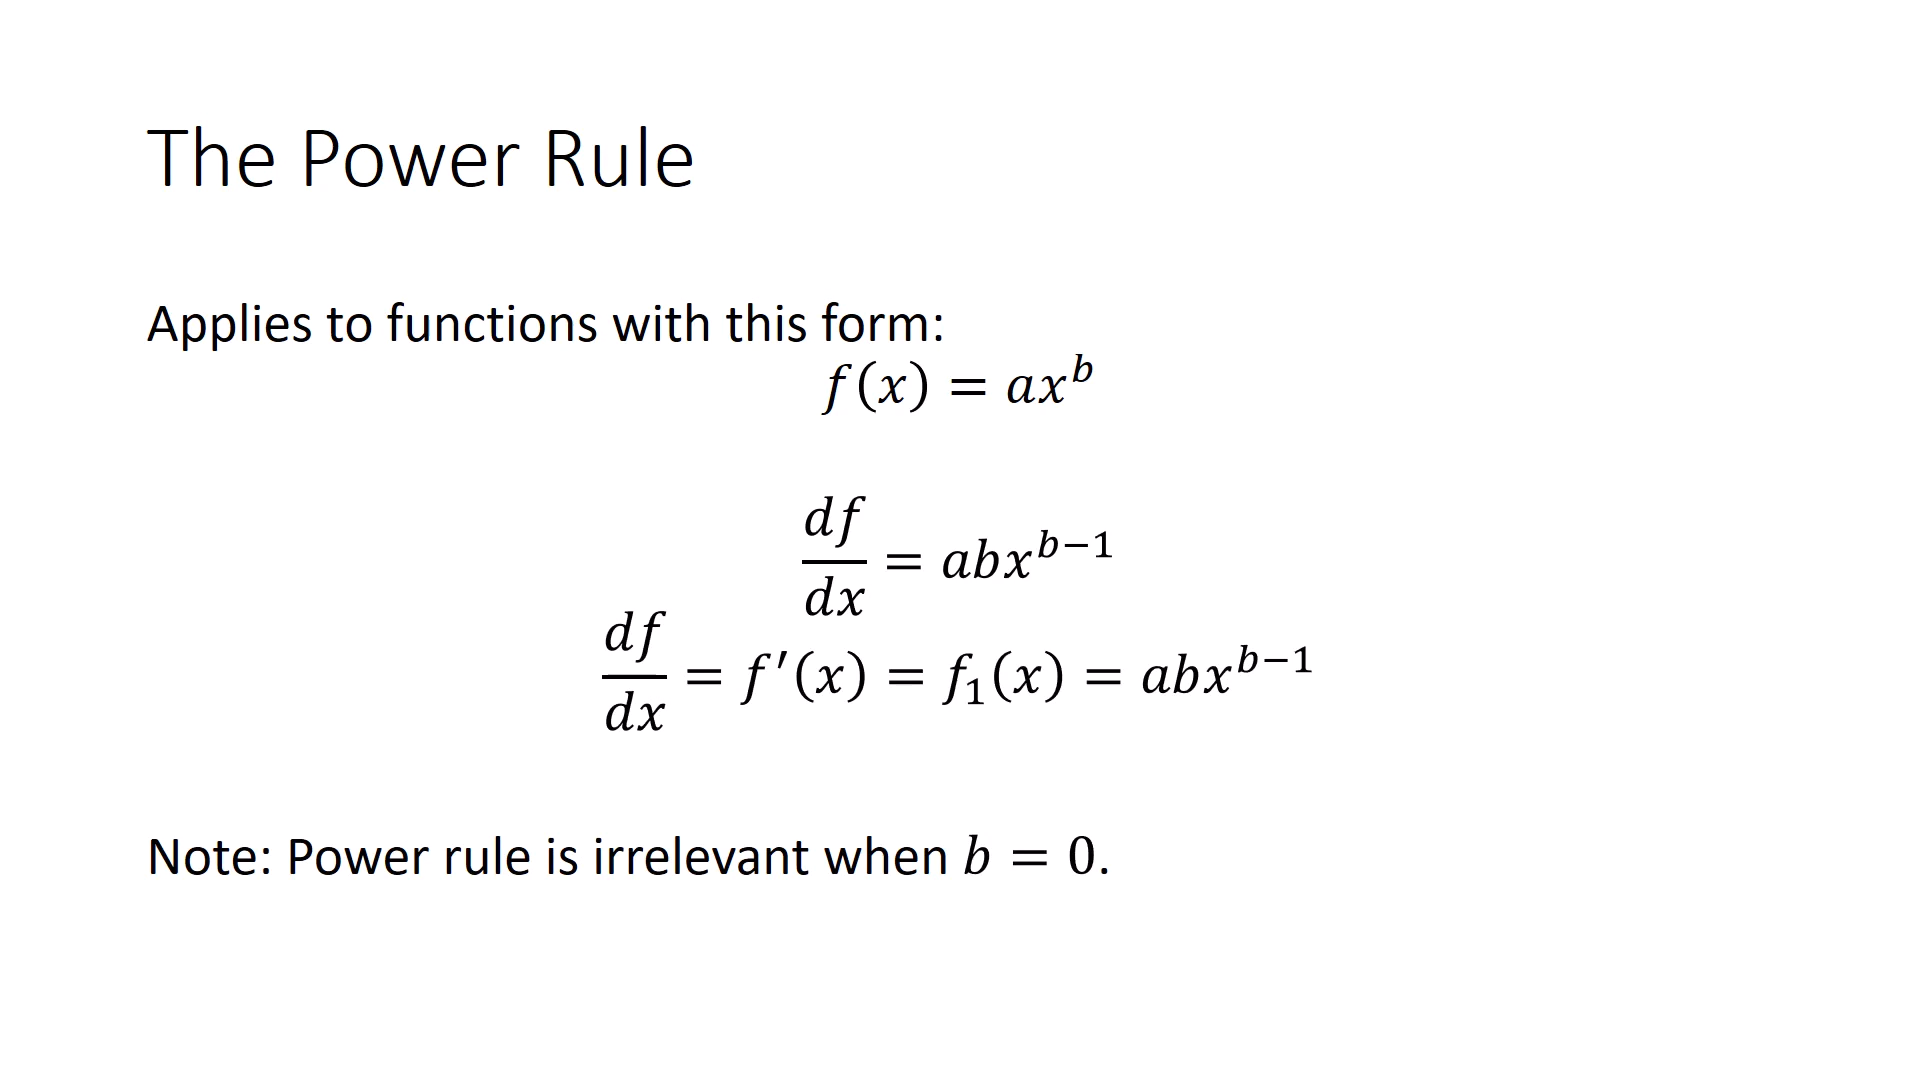 The Power Rule
Applies to functions with this form:
f(x) = ax^b
df/dx = abx^{b−1}
df/dx = f′(x) = f₁(x) = abx^{b−1}
Note: Power rule is irrelevant when b = 0.